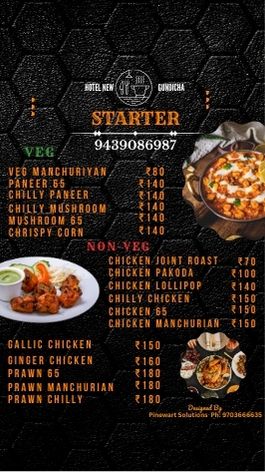 HOTEL NEW GUNDICHA
STARTER
9439086987
VEG
VEG MANCHURIYAN ₹80
PANEER 65 ₹140
CHILLY PANEER ₹140
CHILLY MUSHROOM ₹140
MUSHROOM 65 ₹140
CHRISPY CORN ₹140
NON-VEG
CHICKEN JOINT ROAST ₹70
CHICKEN PAKODA ₹100
CHICKEN LOLLIPOP ₹140
CHILLY CHICKEN ₹150
CHICKEN 65 ₹150
CHICKEN MANCHURIAN ₹150
GALLIC CHICKEN ₹150
GINGER CHICKEN ₹160
PRAWN 65 ₹180
PRAWN MANCHURIAN ₹180
PRAWN CHILLY ₹180
Designed By
Pinewart Solutions Ph: 9703666635